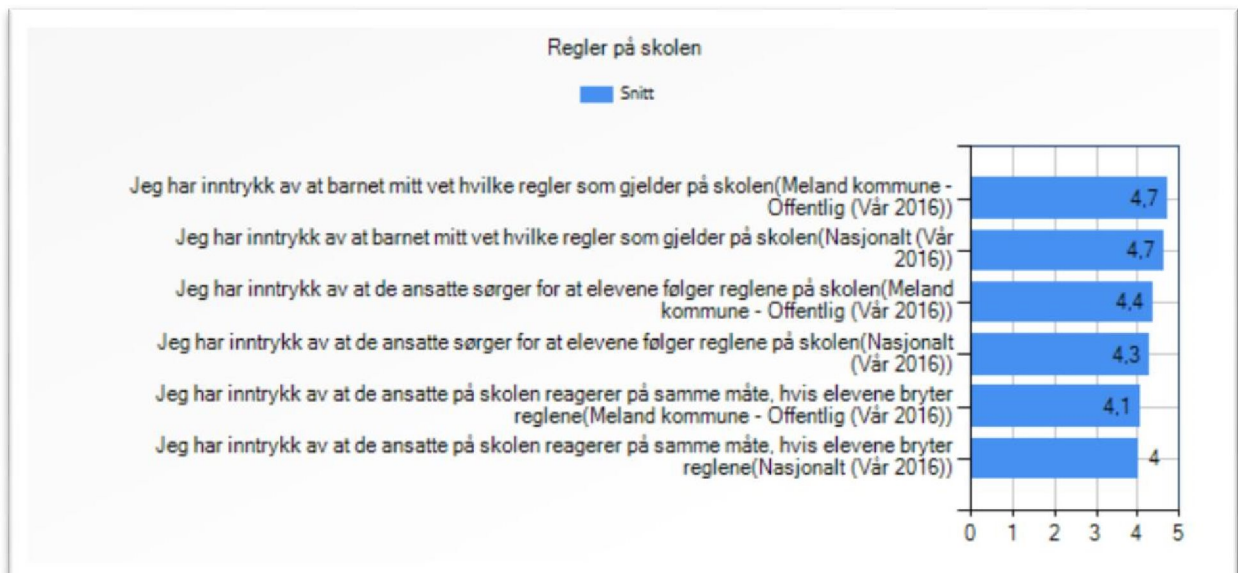 Regler på skolen
Snitt
Jeg har inntrykk av at barnet mitt vet hvilke regler som gjelder på skolen(Meland kommune -
Offentlig (Vår 2016))
4,7
Jeg har inntrykk av at barnet mitt vet hvilke regler som gjelder på skolen(Nasjonalt (Vår
2016))
4,7
Jeg har inntrykk av at de ansatte sørger for at elevene følger reglene på skolen(Meland
kommune - Offentlig (Vår 2016))
4,4
Jeg har inntrykk av at de ansatte sørger for at elevene følger reglene på skolen(Nasjonalt
(Vår 2016))
4,3
Jeg har inntrykk av at de ansatte på skolen reagerer på samme måte, hvis elevene bryter
reglene(Meland kommune - Offentlig (Vår 2016))
4,1
Jeg har inntrykk av at de ansatte på skolen reagerer på samme måte, hvis elevene bryter
reglene(Nasjonalt (Vår 2016))
4
0 1 2 3 4 5